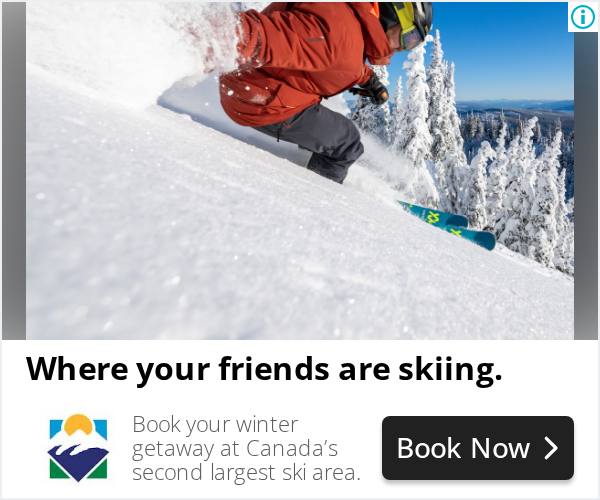 Where your friends are skiing.
Book your winter
getaway at Canada's
second largest ski area.
Book Now